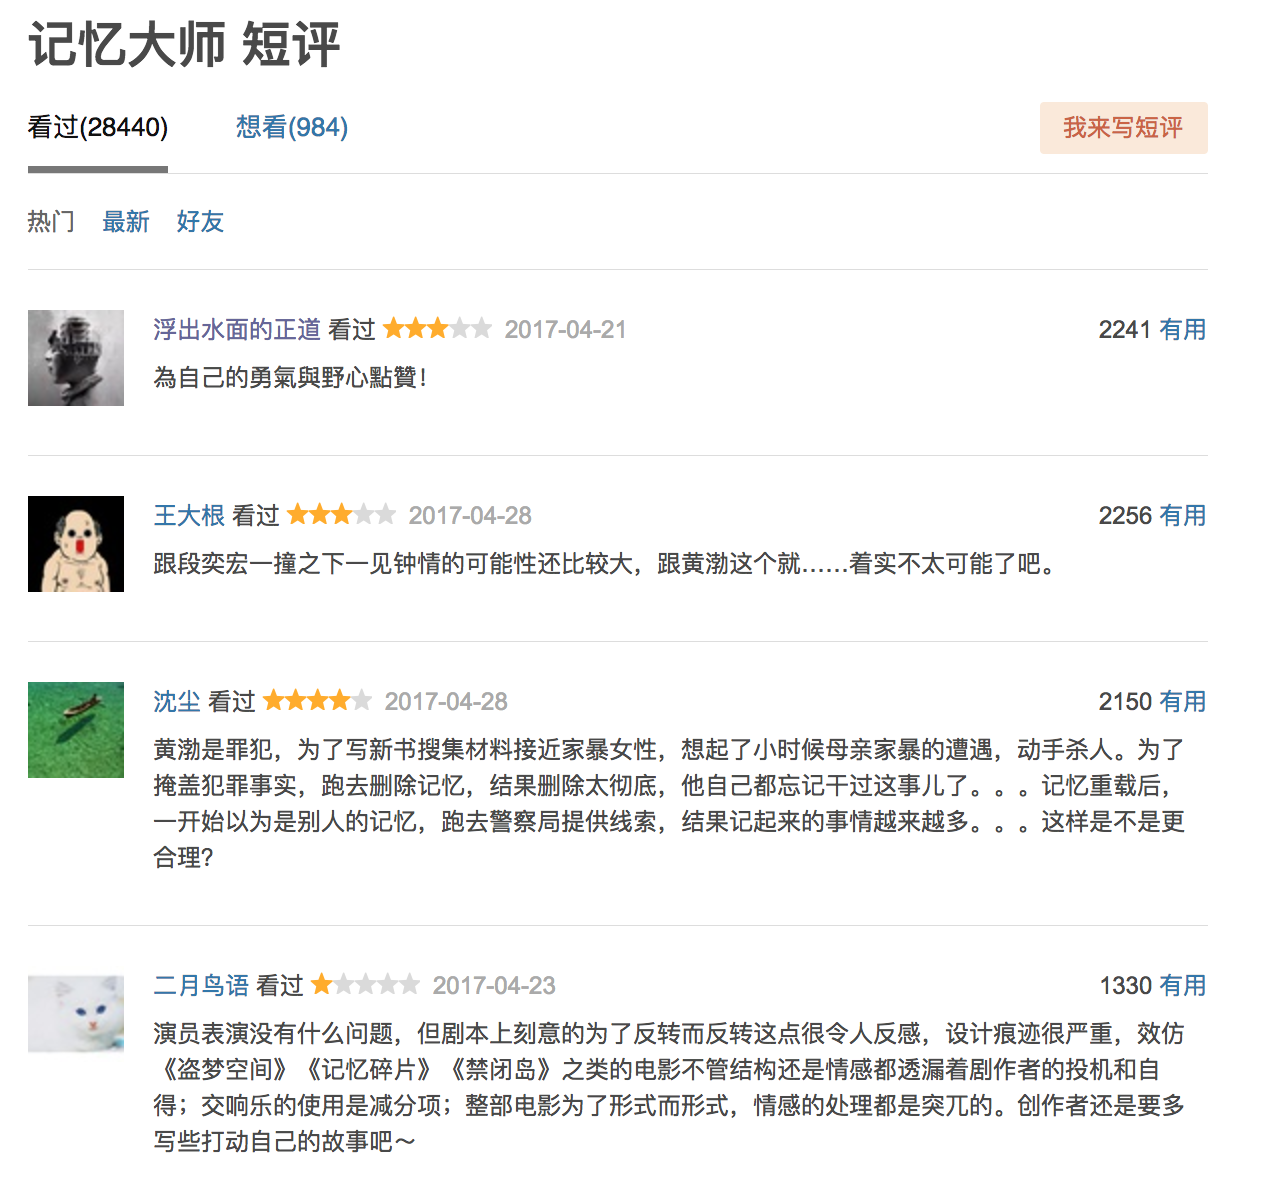 记忆大师 短评
看过(28440) 想看(984) 我来写短评
热门 最新 好友
浮出水面的正道 看过 2017-04-21 2241 有用
為自己的勇氣與野心點贊！
王大根 看过 2017-04-28 2256 有用
跟段奕宏一撞之下一见钟情的可能性还比较大，跟黄渤这个就……着实不太可能了吧。
沈尘 看过 2017-04-28 2150 有用
黄渤是罪犯，为了写新书搜集材料接近家暴女性，想起了小时候母亲家暴的遭遇，动手杀人。为了
掩盖犯罪事实，跑去删除记忆，结果删除太彻底，他自己都忘记干过这事儿了。。。记忆重载后，
一开始以为是别人的记忆，跑去警察局提供线索，结果记起来的事情越来越多。。。这样是不是更
合理?
二月鸟语 看过 2017-04-23 1330 有用
演员表演没有什么问题，但剧本上刻意的为了反转而反转这点很令人反感，设计痕迹很严重，效仿
《盗梦空间》《记忆碎片》《禁闭岛》之类的电影不管结构还是情感都透漏着剧作者的投机和自
得；交响乐的使用是减分项；整部电影为了形式而形式，情感的处理都是突兀的。创作者还是要多
写些打动自己的故事吧～